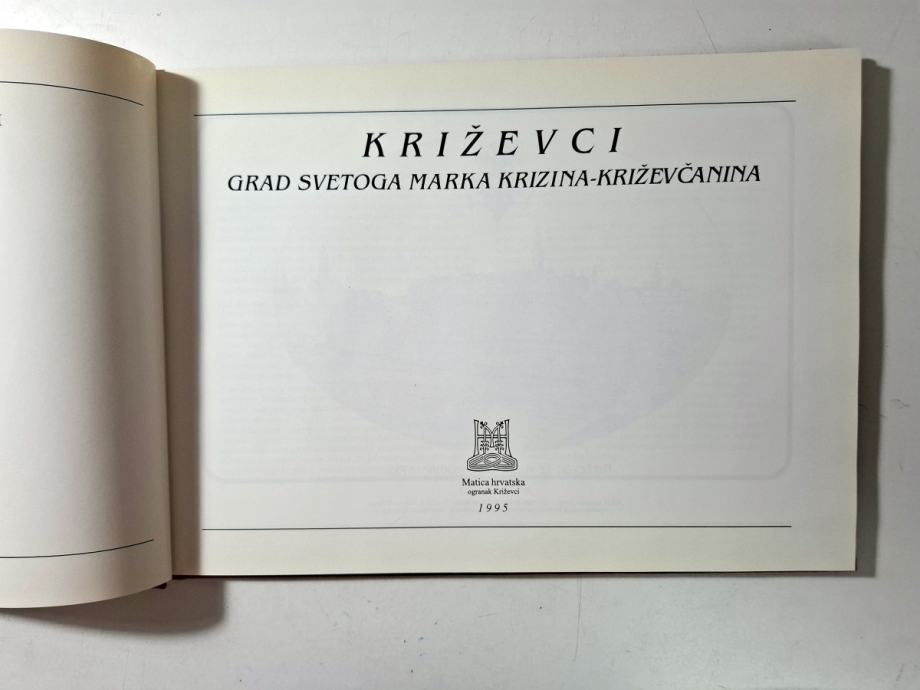 KRIŽEVCI
GRAD SVETOGA MARKA KRIZINA-KRIŽEVČANINA
Matica hrvatska
ogranak Križevci
1995